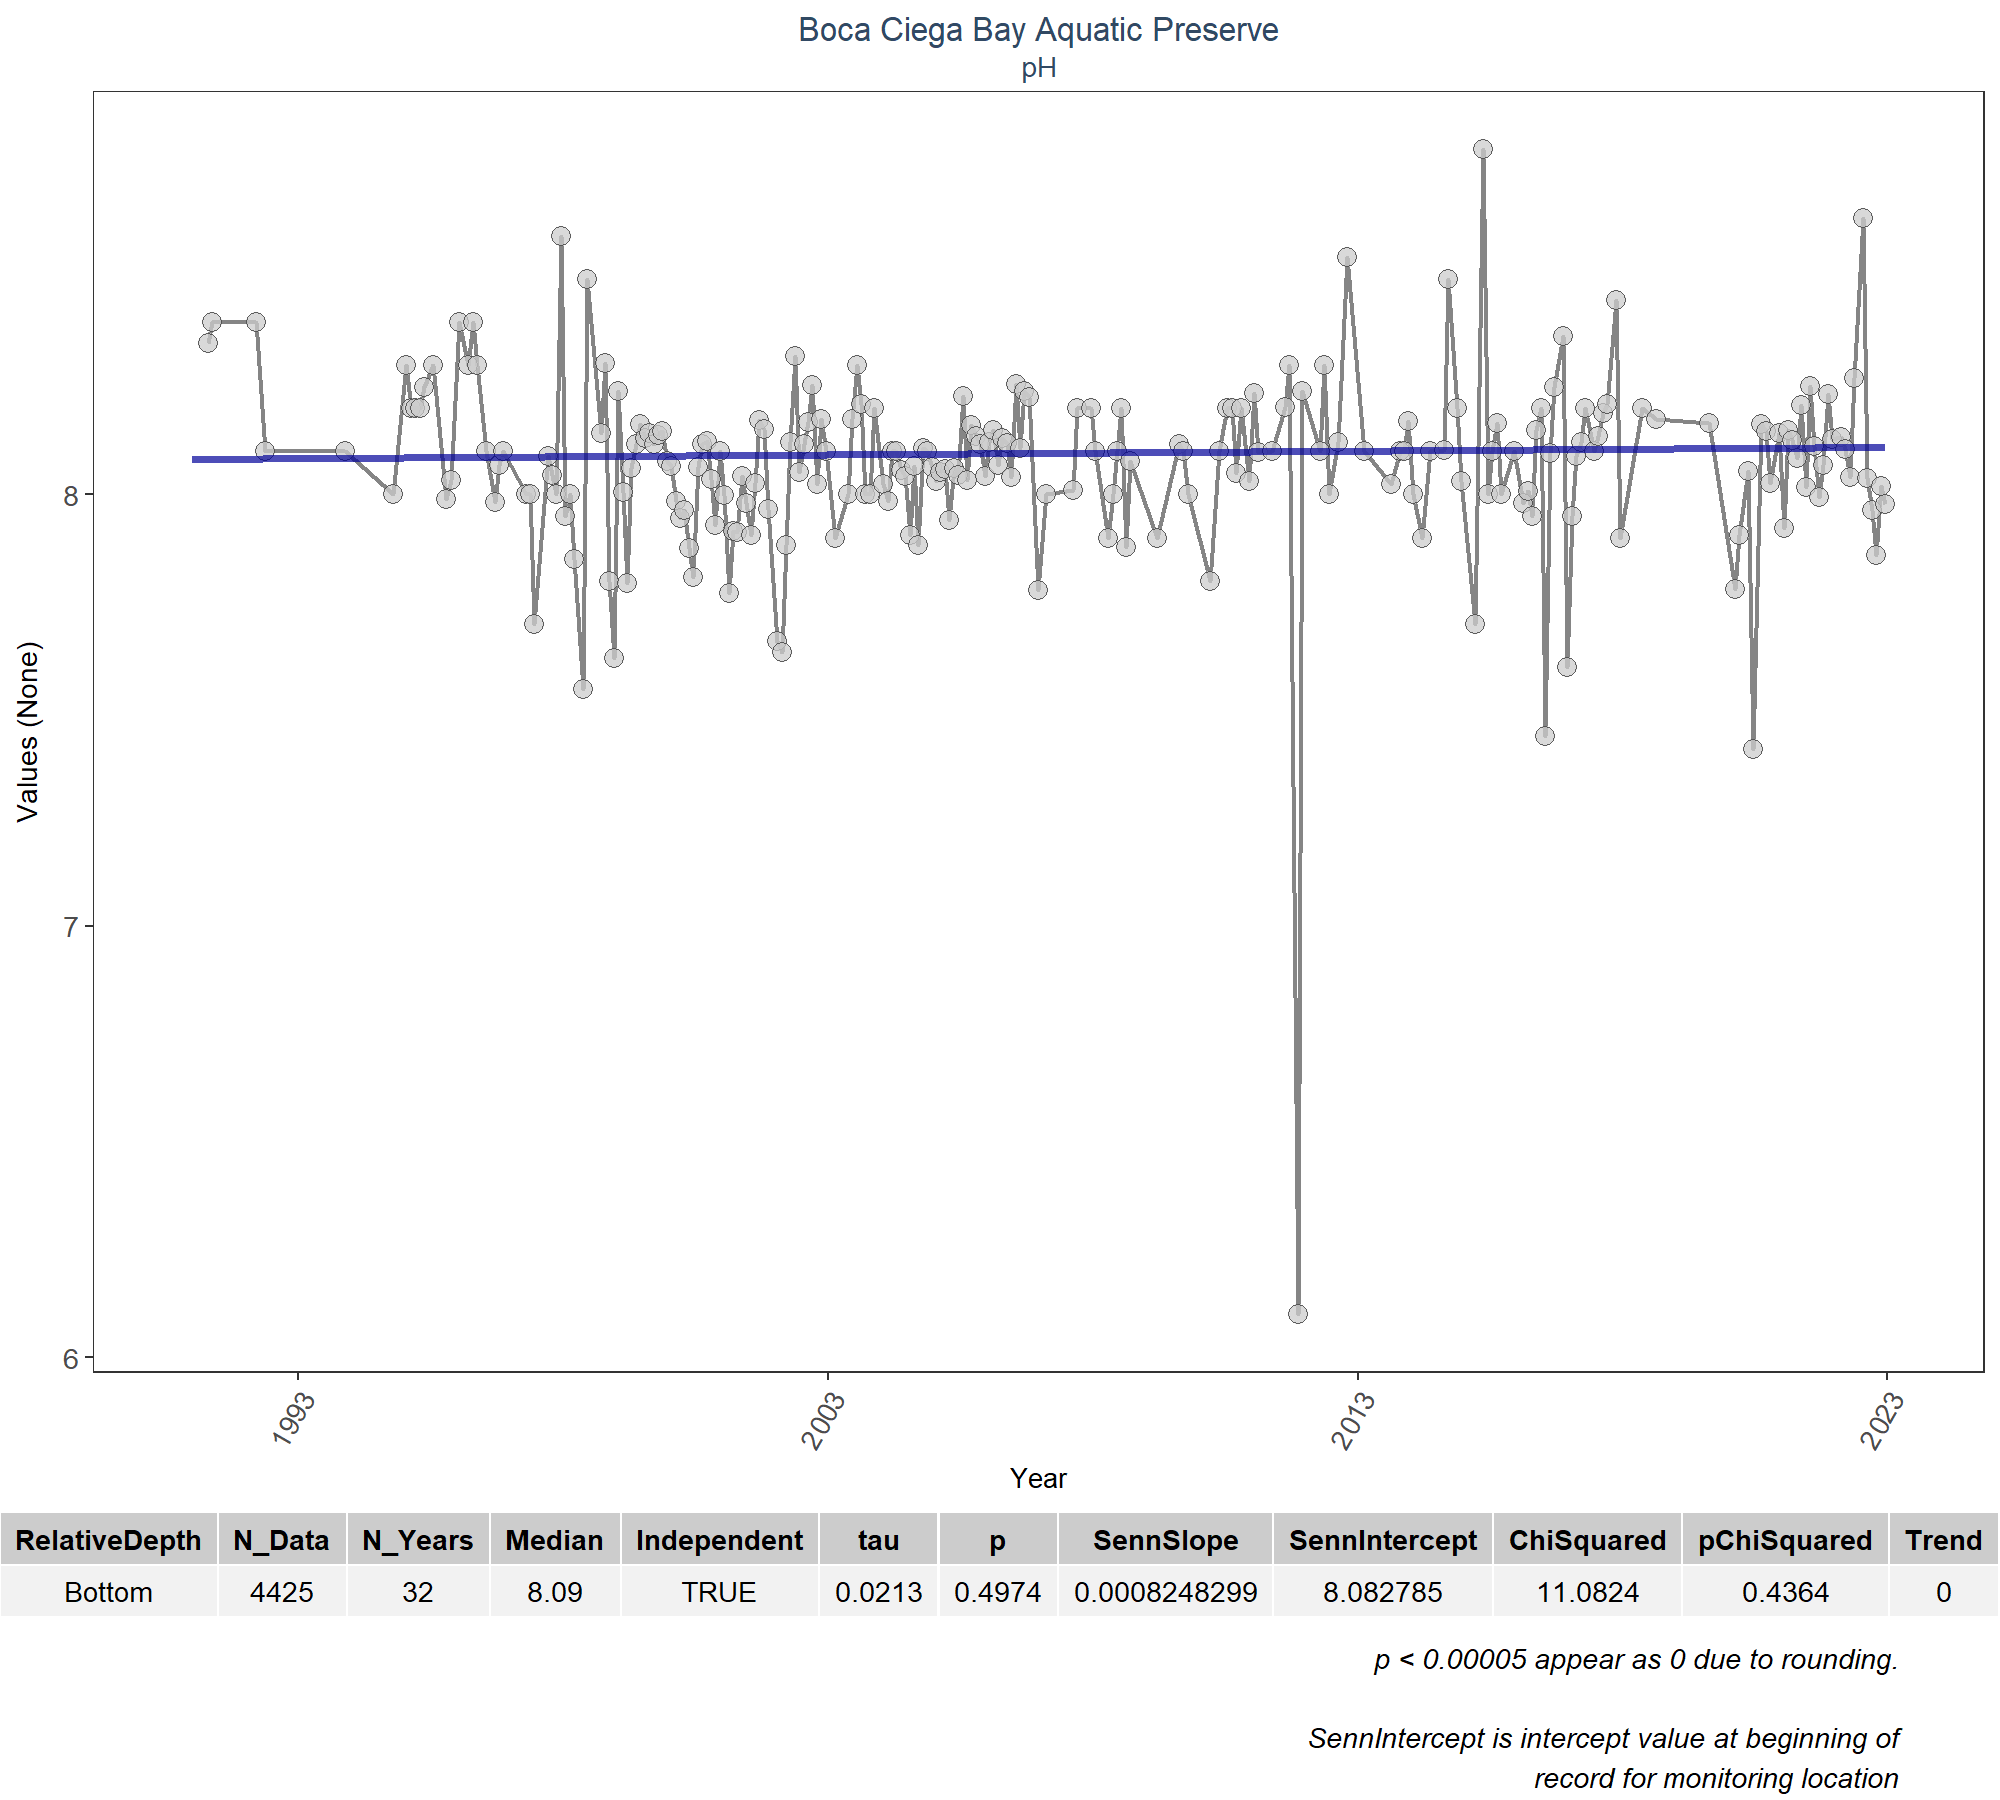 Boca Ciega Bay Aquatic Preserve
pH
Values (None)
8
7
6
1993
2003
2013
2023
Year
RelativeDepth N_Data N_Years Median Independent tau p SennSlope SennIntercept ChiSquared pChiSquared Trend
Bottom 4425 32 8.09 TRUE 0.0213 0.4974 0.0008248299 8.082785 11.0824 0.4364 0
p < 0.00005 appear as 0 due to rounding.
SennIntercept is intercept value at beginning of
record for monitoring location